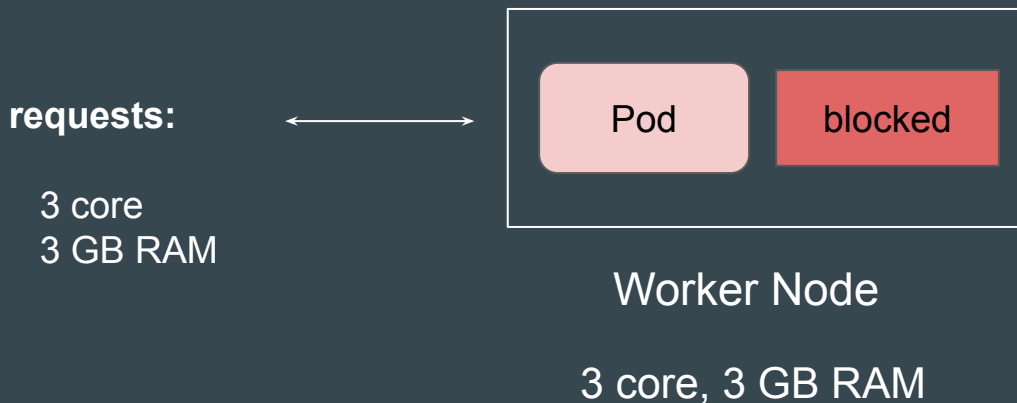 requests:
3 core
3 GB RAM
Pod
blocked
Worker Node
3 core, 3 GB RAM